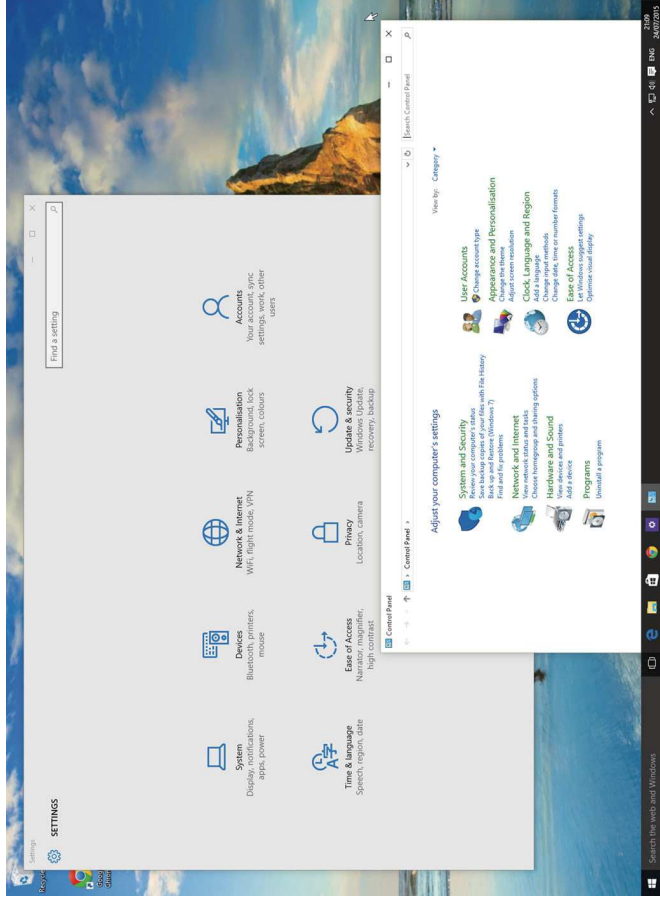 Recycle
Settings
SETTINGS
Find a setting
System
Display, notifications,
apps, power
Devices
Bluetooth, printers,
mouse
Network & Internet
WiFi, flight mode, VPN
Personalisation
Background, lock
screen, colours
Accounts
Your account, sync
settings, work, other
users
Time & language
Speech, region, date
Ease of Access
Narrator, magnifier,
high contrast
Privacy
Location, camera
Update & security
Windows Update,
recovery, backup
Control Panel
Control Panel
Search Control Panel
Adjust your computer's settings
View by: Category
System and Security
Review your computer's status
Save backup copies of your files with File History
Back up and Restore (Windows 7)
Find and fix problems
Network and Internet
View network status and tasks
Choose homegroup and sharing options
Hardware and Sound
View devices and printers
Add a device
Programs
Uninstall a program
User Accounts
Change account type
Appearance and Personalisation
Change the theme
Adjust screen resolution
Clock, Language and Region
Add a language
Change input methods
Change date, time or number formats
Ease of Access
Let Windows suggest settings
Optimise visual display
Search the web and Windows
ENG
21:09
24/07/2015